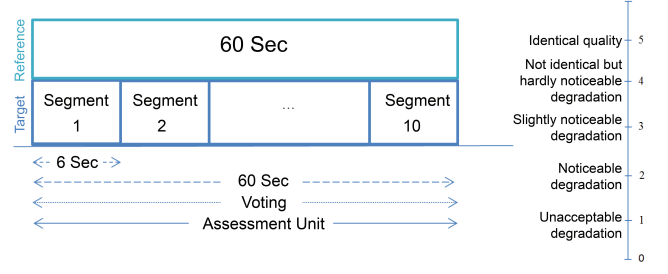 Reference
60 Sec
Target
Segment
1
Segment
2
...
Segment
10
6 Sec
60 Sec
Voting
Assessment Unit
5
Identical quality
Not identical but
hardly noticeable
degradation
4
Slightly noticeable
degradation
3
Noticeable
degradation
2
Unacceptable
degradation
1
0